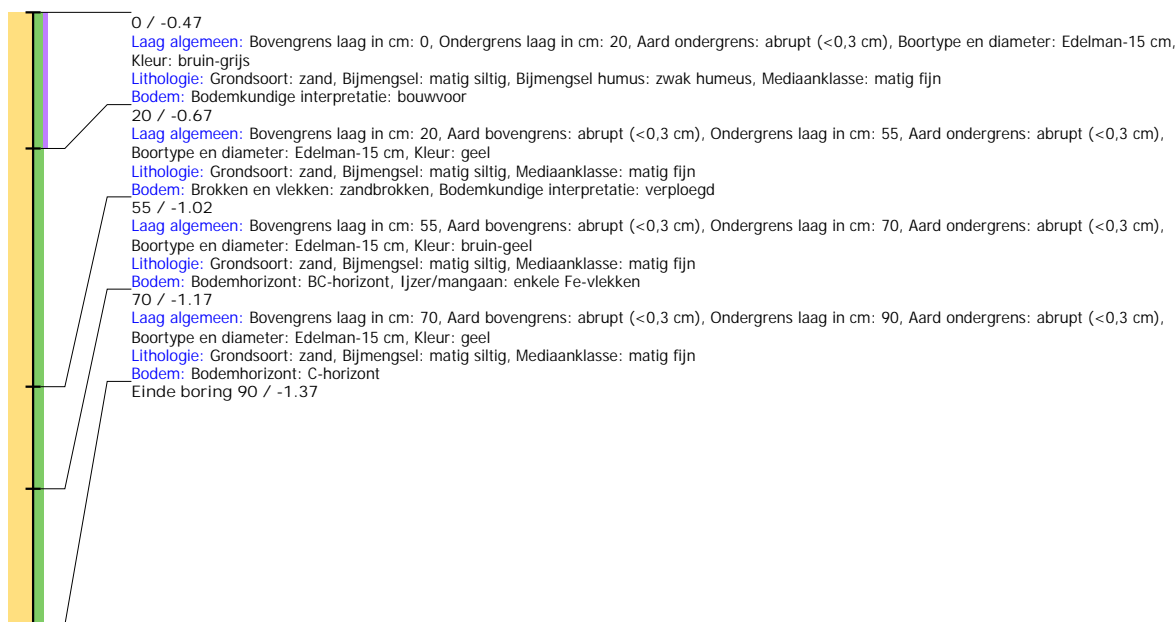 0 / -0.47
Laag algemeen: Bovengrens laag in cm: 0, Ondergrens laag in cm: 20, Aard ondergrens: abrupt (<0,3 cm), Boortype en diameter: Edelman-15 cm,
Kleur: bruin-grijs
Lithologie: Grondsoort: zand, Bijmengsel: matig siltig, Bijmengsel humus: zwak humeus, Mediaanklasse: matig fijn
Bodem: Bodemkundige interpretatie: bouwvoor
20 / -0.67
Laag algemeen: Bovengrens laag in cm: 20, Aard bovengrens: abrupt (<0,3 cm), Ondergrens laag in cm: 55, Aard ondergrens: abrupt (<0,3 cm),
Boortype en diameter: Edelman-15 cm, Kleur: geel
Lithologie: Grondsoort: zand, Bijmengsel: matig siltig, Mediaanklasse: matig fijn
Bodem: Brokken en vlekken: zandbrokken, Bodemkundige interpretatie: verploegd
55 / -1.02
Laag algemeen: Bovengrens laag in cm: 55, Aard bovengrens: abrupt (<0,3 cm), Ondergrens laag in cm: 70, Aard ondergrens: abrupt (<0,3 cm),
Boortype en diameter: Edelman-15 cm, Kleur: bruin-geel
Lithologie: Grondsoort: zand, Bijmengsel: matig siltig, Mediaanklasse: matig fijn
Bodem: Bodemhorizont: BC-horizont, Ijzer/mangaan: enkele Fe-vlekken
70 / -1.17
Laag algemeen: Bovengrens laag in cm: 70, Aard bovengrens: abrupt (<0,3 cm), Ondergrens laag in cm: 90, Aard ondergrens: abrupt (<0,3 cm),
Boortype en diameter: Edelman-15 cm, Kleur: geel
Lithologie: Grondsoort: zand, Bijmengsel: matig siltig, Mediaanklasse: matig fijn
Bodem: Bodemhorizont: C-horizont
Einde boring 90 / -1.37